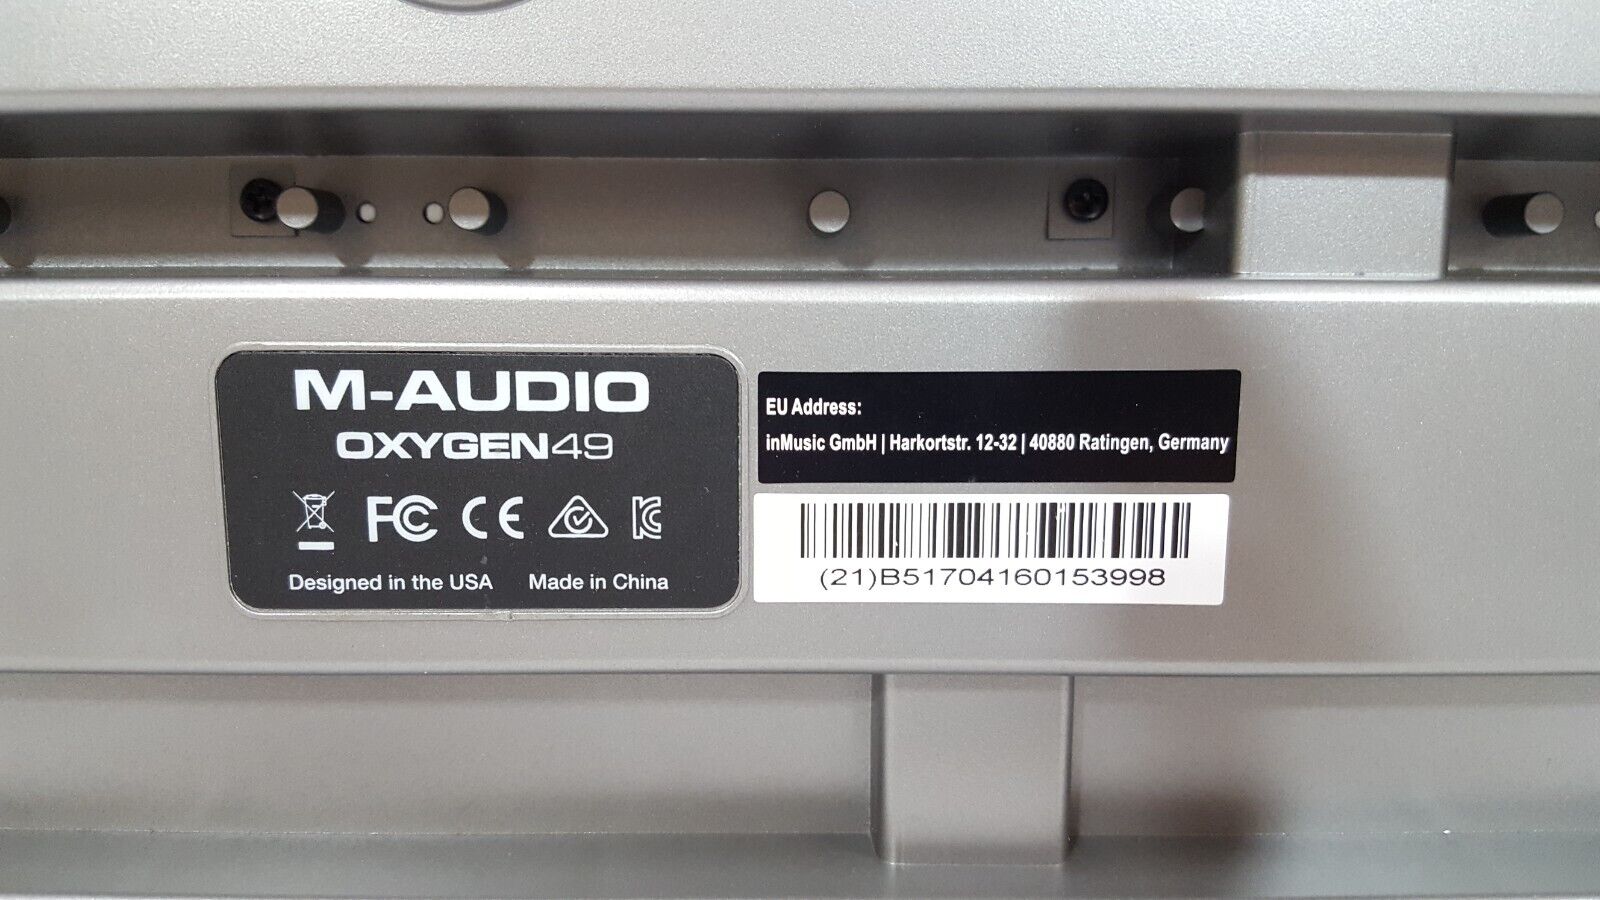 M-AUDIO
OXYGEN49
FC CE
Designed in the USA Made in China
EU Address:
inMusic GmbH | Harkortstr. 12-32 | 40880 Ratingen, Germany
(21)B51704160153998